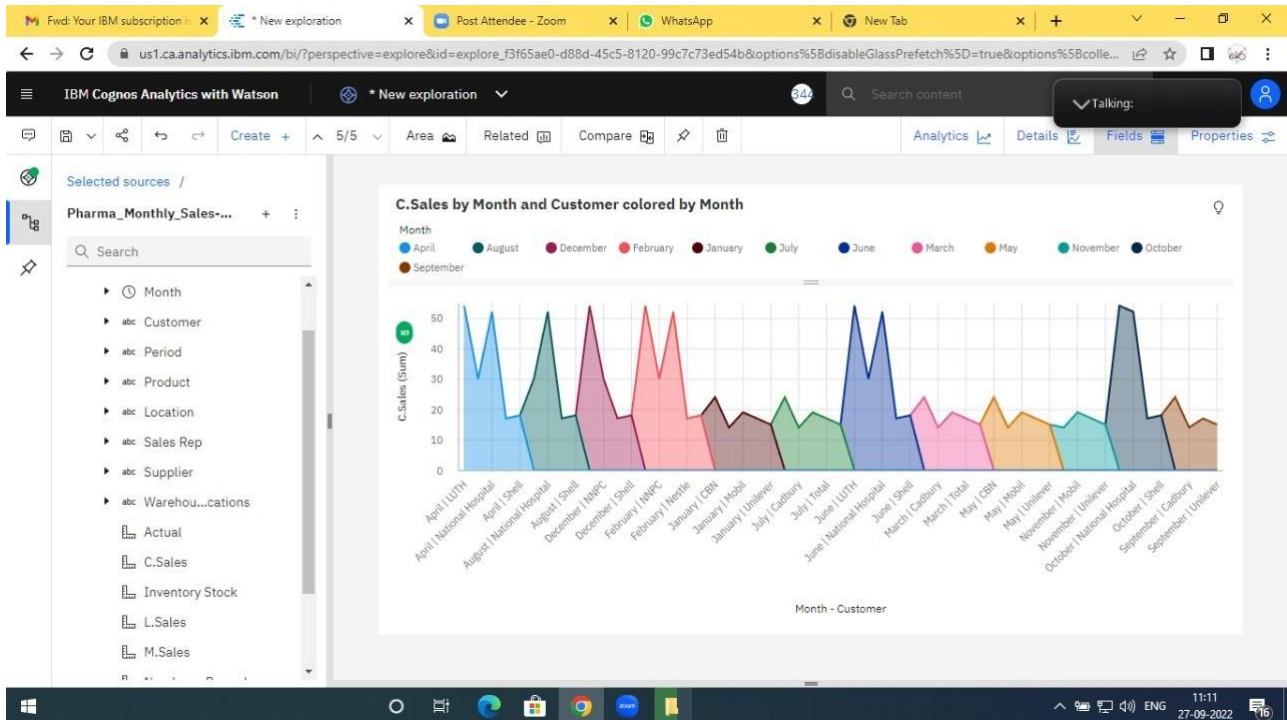 Fwd: Your IBM subscription is
* New exploration
Post Attendee - Zoom
WhatsApp
New Tab
us1.ca.analytics.ibm.com/bi/?perspective=explore&id=explore_f3f65ae0-d88d-45c5-8120-99c7c73ed54b&options%5BdisableGlassPrefetch%5D=true&options%5Bcolle...
IBM Cognos Analytics with Watson
* New exploration
344
Search content
Talking:
Create +
5/5
Area
Related
Compare
Analytics
Details
Fields
Properties
Selected sources /
Pharma_Monthly_Sales-...
Search
Month
abc Customer
abc Period
abc Product
abc Location
abc Sales Rep
abc Supplier
abc Warehou...cations
Actual
C.Sales
Inventory Stock
L.Sales
M.Sales
C.Sales by Month and Customer colored by Month
Month
April August December February January July June March May November October
September
C.Sales (Sum)
50
40
30
20
10
0
April | LUTH
April | National Hospital
April | Shell
August | National Hospital
August | Shell
December | NNPC
December | Shell
February | NNPC
February | Nestle
January | CBN
January | Mobil
January | Unilever
July | Cadbury
July | Total
June | LUTH
June | National Hospital
June | Shell
March | Cadbury
March | Total
May | CBN
May | Mobil
May | Unilever
November | Mobil
November | Unilever
October | National Hospital
October | Shell
September | Cadbury
September | Unilever
Month - Customer
zoom
ENG
11:11
27-09-2022
16